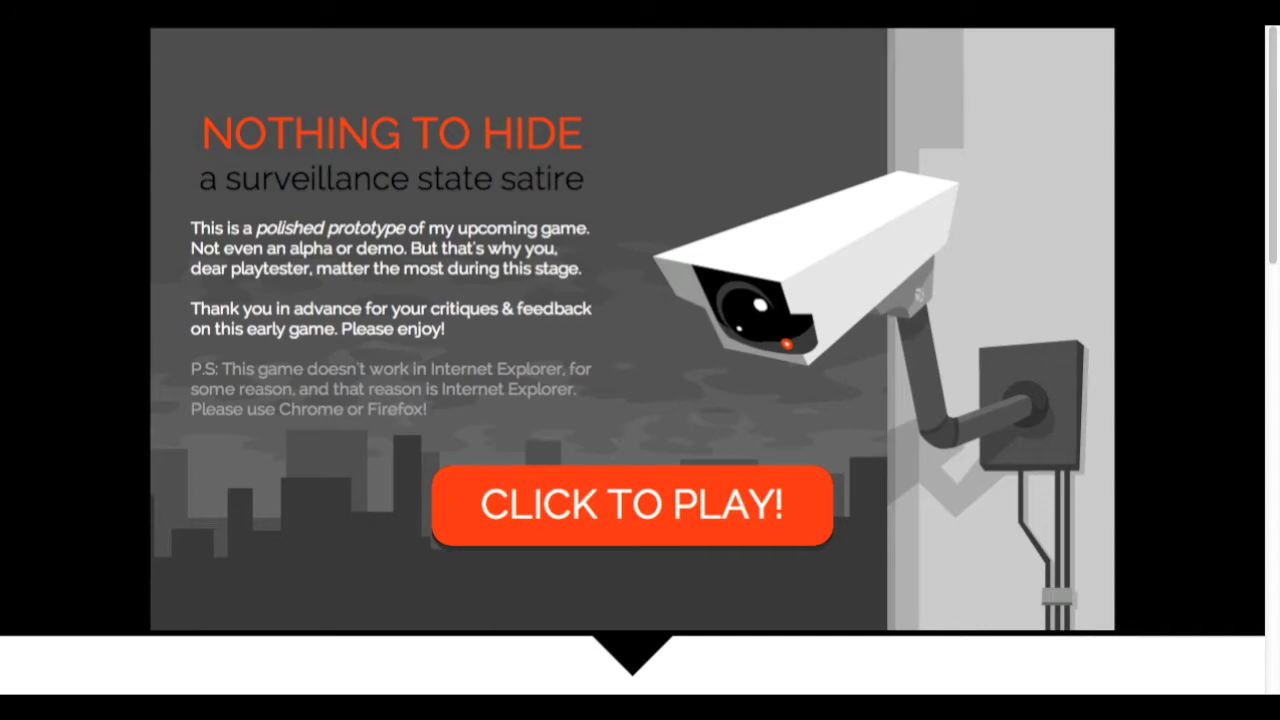 NOTHING TO HIDE
a surveillance state satire
This is a polished prototype of my upcoming game.
Not even an alpha or demo. But that's why you,
dear playtester, matter the most during this stage.
Thank you in advance for your critiques & feedback
on this early game. Please enjoy!
P.S: This game doesn't work in Internet Explorer, for
some reason, and that reason is Internet Explorer.
Please use Chrome or Firefox!
CLICK TO PLAY!